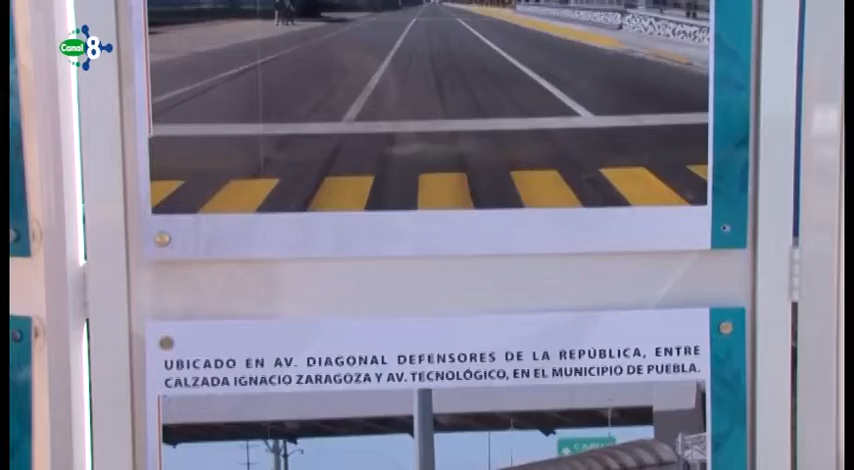 Canal 8
UBICADO EN AV. DIAGONAL DEFENSORES DE LA REPÚBLICA, ENTRE
CALZADA IGNACIO ZARAGOZA Y AV. TECNOLÓGICO, EN EL MUNICIPIO DE PUEBLA.